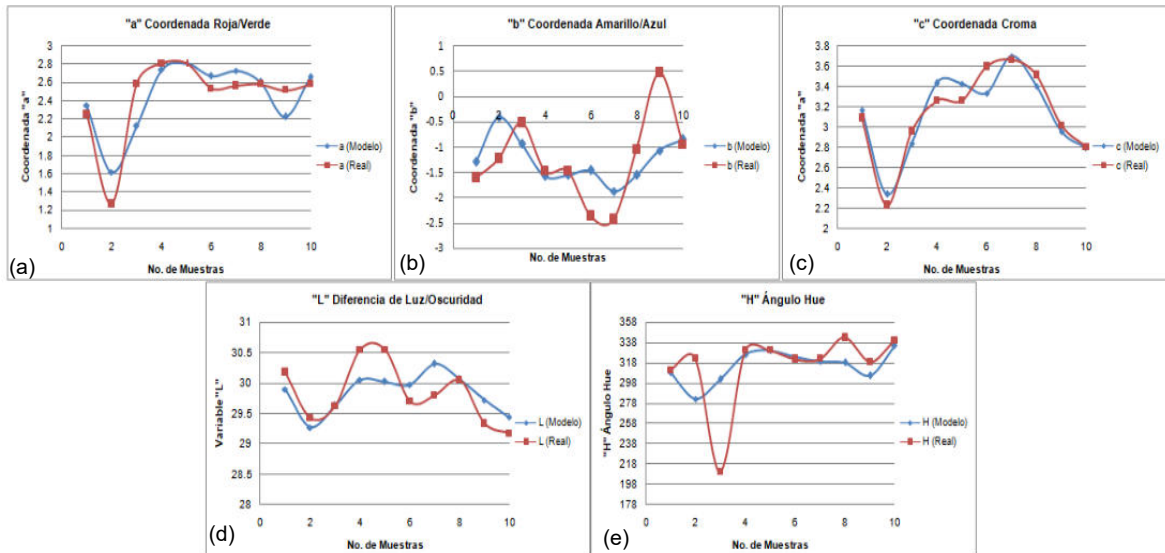 "a" Coordenada Roja/Verde
3
2.8
2.6
2.4
2.2
2
1.8
1.6
1.4
1.2
1
Coordenada "a"
0 2 4 6 8 10
No. de Muestras
a (Modelo)
a (Real)
(a)
"b" Coordenada Amarillo/Azul
1
0.5
0
-0.5
-1
-1.5
-2
-2.5
-3
Coordenada "b"
0 2 4 6 8 10
No. de Muestras
b (Modelo)
b (Real)
(b)
"c" Coordenada Croma
3.8
3.6
3.4
3.2
3
2.8
2.6
2.4
2.2
2
Coordenada "a"
0 2 4 6 8 10
No. de Muestras
c (Modelo)
c (Real)
(c)
"L" Diferencia de Luz/Oscuridad
31
30.5
30
29.5
29
28.5
28
Variable "L"
0 2 4 6 8 10
No. de Muestras
L (Modelo)
L (Real)
(d)
"H" Ángulo Hue
358
338
318
298
278
258
238
218
198
178
"H" Ángulo Hue
0 2 4 6 8 10
No. de Muestras
H (Modelo)
H (Real)
(e)